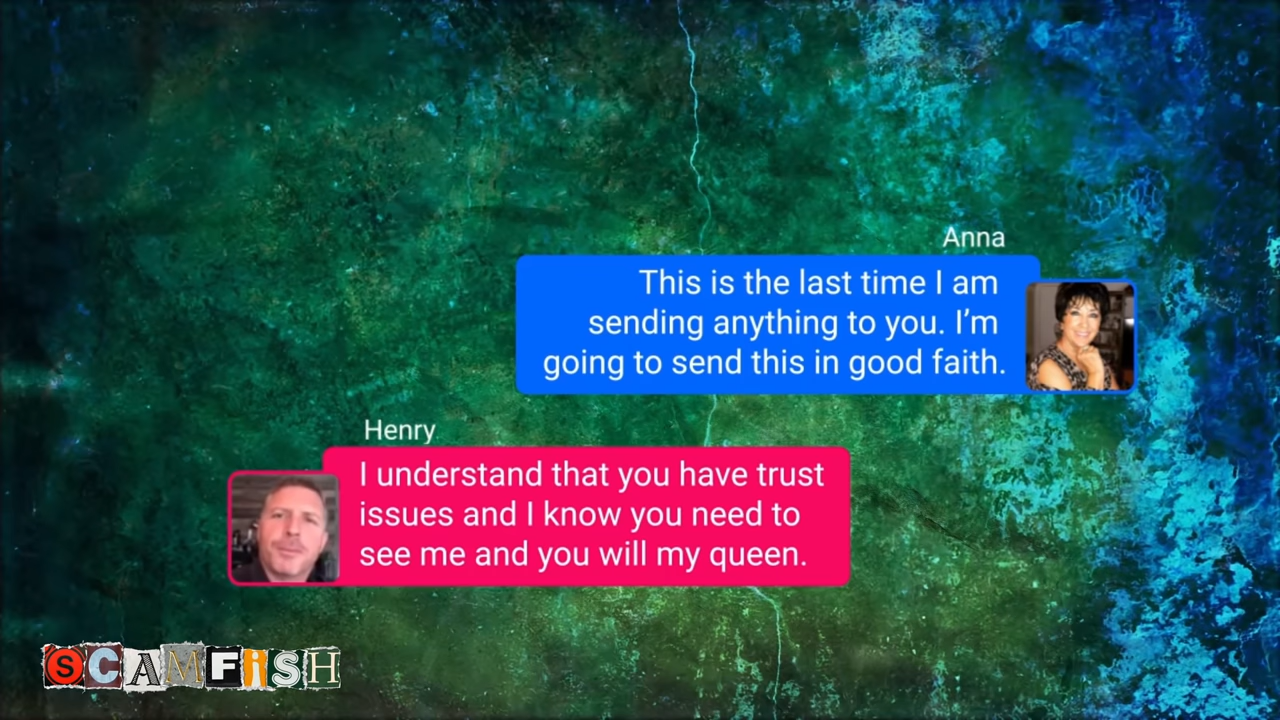 Anna
This is the last time I am
sending anything to you. I’m
going to send this in good faith.
Henry
I understand that you have trust
issues and I know you need to
see me and you will my queen.
SCAMFiSH